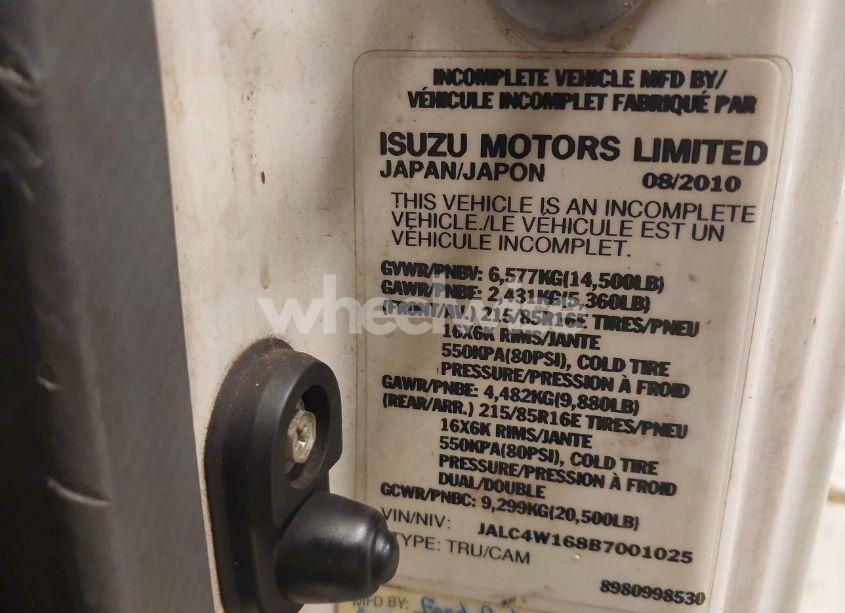 INCOMPLETE VEHICLE MFD BY/
VÉHICULE INCOMPLET FABRIQUÉ PAR
ISUZU MOTORS LIMITED
JAPAN/JAPON 08/2010
THIS VEHICLE IS AN INCOMPLETE
VEHICLE./LE VÉHICULE EST UN
VÉHICULE INCOMPLET.
GVWR/PNBV: 6,577KG(14,500LB)
GAWR/PNBE: 2,431KG(5,360LB)
(FRONT/AV.) 215/85R16E TIRES/PNEU
16X6K RIMS/JANTE
550KPA(80PSI), COLD TIRE
PRESSURE/PRESSION À FROID
GAWR/PNBE: 4,482KG(9,880LB)
(REAR/ARR.) 215/85R16E TIRES/PNEU
16X6K RIMS/JANTE
550KPA(80PSI), COLD TIRE
PRESSURE/PRESSION À FROID
DUAL/DOUBLE
GCWR/PNBC: 9,299KG(20,500LB)
VIN/NIV: JALC4W168B7001025
TYPE: TRU/CAM
8980998530
MFD BY: